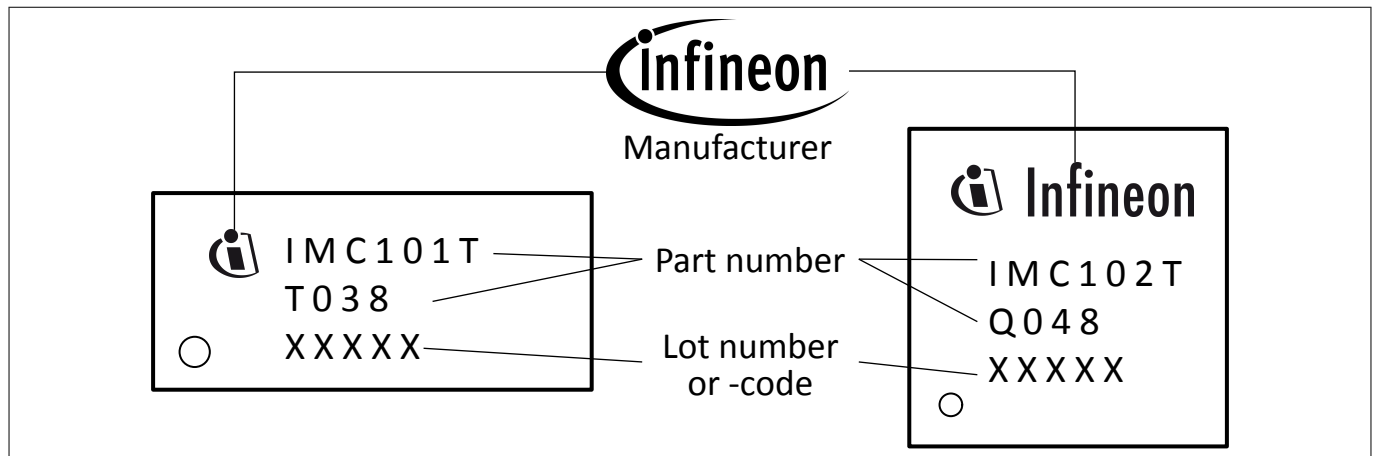 infineon
Manufacturer
Infineon
IMC101T
T038
XXXXX
Part number
Lot number
or -code
IMC102T
Q048
XXXXX